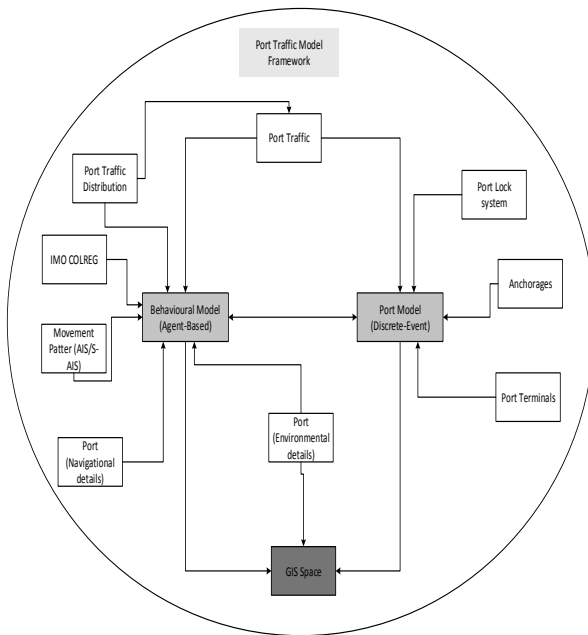 Port Traffic Model
Framework
Port Traffic
Port Traffic
Distribution
Port Lock
system
IMO COLREG
Anchorages
Behavioural Model
(Agent-Based)
Port Model
(Discrete-Event)
Movement
Patter (AIS/S-
AIS)
Port Terminals
Port
(Environmental
details)
Port
(Navigational
details)
GIS Space